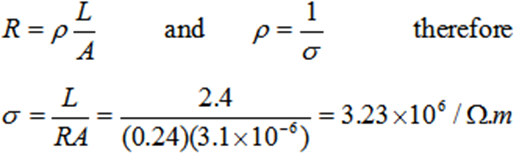 R = ρ L/A and ρ = 1/σ therefore
σ = L/RA = 2.4/(0.24)(3.1×10⁻⁶) = 3.23×10⁶ / Ω.m